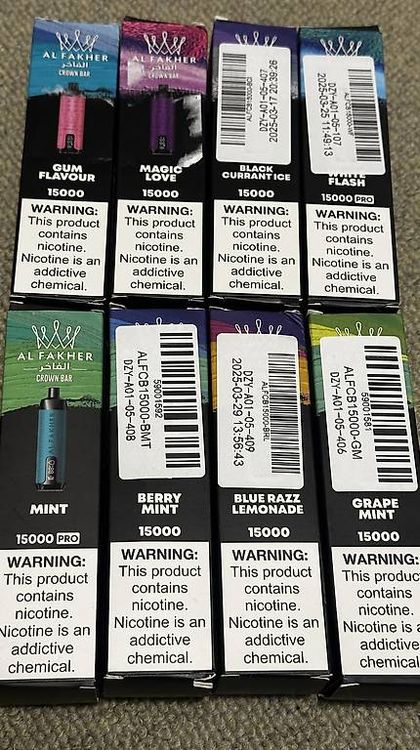 AL FAKHER
الفاخر
CROWN BAR
GUM
FLAVOUR
15000
WARNING:
This product
contains
nicotine.
Nicotine is an
addictive
chemical.
AL FAKHER
الفاخر
CROWN BAR
MAGIC
LOVE
15000
WARNING:
This product
contains
nicotine.
Nicotine is an
addictive
chemical.
DZY-A01-05-407
2025-03-17 20:39:26
BLACK
CURRANT ICE
15000
WARNING:
This product
contains
nicotine.
Nicotine is an
addictive
chemical.
DZY-A01-05-107
2025-03-25 11:49:13
FLASH
15000 PRO
WARNING:
This product
contains
nicotine.
Nicotine is an
addictive
chemical.
AL FAKHER
الفاخر
CROWN BAR
MINT
15000 PRO
WARNING:
This product
contains
nicotine.
Nicotine is an
addictive
chemical.
59001592
ALFCB15000-BMT
DZY-A01-05-408
BERRY
MINT
15000
WARNING:
This product
contains
nicotine.
Nicotine is an
addictive
chemical.
ALFCB15000-BRL
DZY-A01-05-409
2025-03-29 13:56:43
BLUE RAZZ
LEMONADE
15000
WARNING:
This product
contains
nicotine.
Nicotine is an
addictive
chemical.
59001581
ALFCB15000-GM
DZY-A01-05-406
GRAPE
MINT
15000
WARNING:
This product
contains
nicotine.
Nicotine is a
addictive
chemical.